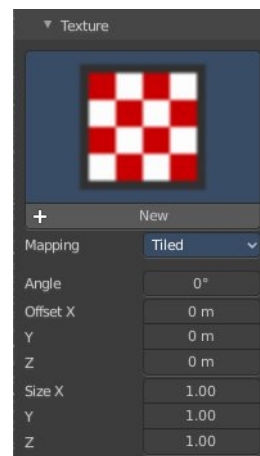 Texture
New
Mapping Tiled
Angle 0°
Offset X 0 m
Y 0 m
Z 0 m
Size X 1.00
Y 1.00
Z 1.00